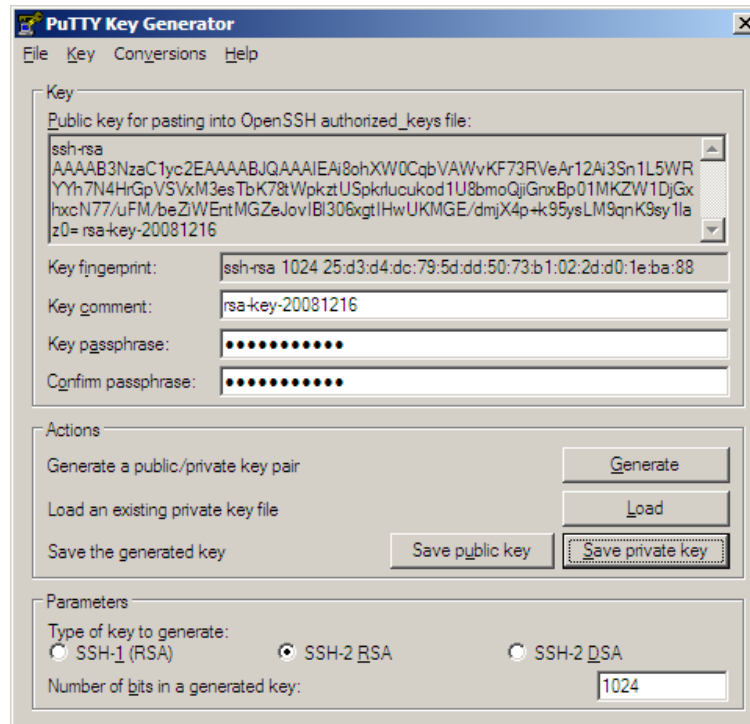 PuTTY Key Generator
File Key Conversions Help
Key
Public key for pasting into OpenSSH authorized_keys file:
ssh-rsa
AAAAB3NzaC1yc2EAAAABJQAAAIEAi8ohXW0CqbVAWvKF73RVeAr12Ai3Sn1L5WR
YYh7N4HrGpVSVxM3esTbK78tWpkztUSpkrlucukod1U8bmoQjiGnxBp01MKZW1DjGx
hxcN77/uFM/beZiWEntMGZeJovIBl306xgtIHwUKMGE/dmjX4p+k95ysLM9qnK9sy1la
z0= rsa-key-20081216
Key fingerprint: ssh-rsa 1024 25:d3:d4:dc:79:5d:dd:50:73:b1:02:2d:d0:1e:ba:88
Key comment: rsa-key-20081216
Key passphrase: ●●●●●●●●●●●
Confirm passphrase: ●●●●●●●●●●●
Actions
Generate a public/private key pair Generate
Load an existing private key file Load
Save the generated key Save public key Save private key
Parameters
Type of key to generate:
SSH-1 (RSA) SSH-2 RSA SSH-2 DSA
Number of bits in a generated key: 1024